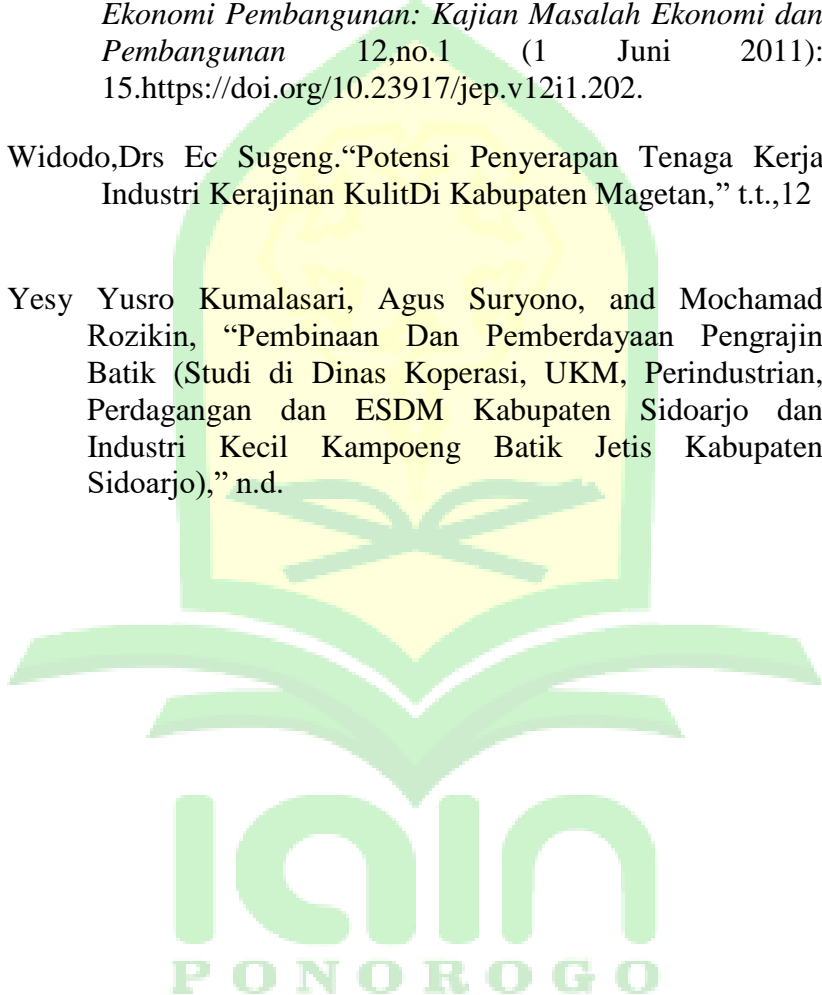 Ekonomi Pembangunan: Kajian Masalah Ekonomi dan
Pembangunan 12,no.1 (1 Juni 2011):
15.https://doi.org/10.23917/jep.v12i1.202.
Widodo,Drs Ec Sugeng.“Potensi Penyerapan Tenaga Kerja
Industri Kerajinan KulitDi Kabupaten Magetan,” t.t.,12
Yesy Yusro Kumalasari, Agus Suryono, and Mochamad
Rozikin, “Pembinaan Dan Pemberdayaan Pengrajin
Batik (Studi di Dinas Koperasi, UKM, Perindustrian,
Perdagangan dan ESDM Kabupaten Sidoarjo dan
Industri Kecil Kampoeng Batik Jetis Kabupaten
Sidoarjo),” n.d.
iain
PONOROGO